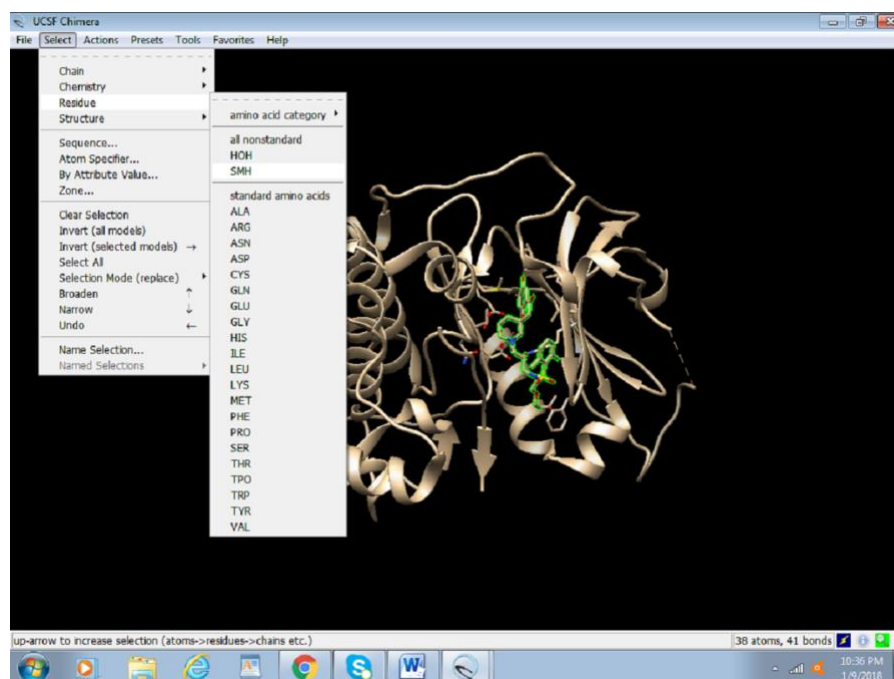 UCSF Chimera
File Select Actions Presets Tools Favorites Help
Chain
Chemistry
Residue
Structure
Sequence...
Atom Specifier...
By Attribute Value...
Zone...
Clear Selection
Invert (all models)
Invert (selected models) →
Select All
Selection Mode (replace)
Broaden ↑
Narrow ↓
Undo ←
Name Selection...
Named Selections
amino acid category
all nonstandard
HOH
SMH
standard amino acids
ALA
ARG
ASN
ASP
CYS
GLN
GLU
GLY
HIS
ILE
LEU
LYS
MET
PHE
PRO
SER
THR
TPO
TRP
TYR
VAL
up-arrow to increase selection (atoms->residues->chains etc.)
38 atoms, 41 bonds
10:36 PM
1/9/2018